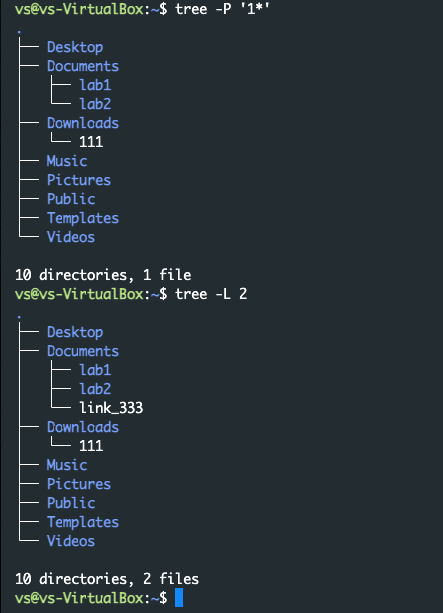 vs@vs-VirtualBox:~$ tree -P '1*'
.
├── Desktop
├── Documents
│   ├── lab1
│   └── lab2
├── Downloads
│   └── 111
├── Music
├── Pictures
├── Public
├── Templates
└── Videos

10 directories, 1 file
vs@vs-VirtualBox:~$ tree -L 2
.
├── Desktop
├── Documents
│   ├── lab1
│   ├── lab2
│   └── link_333
├── Downloads
│   └── 111
├── Music
├── Pictures
├── Public
├── Templates
└── Videos

10 directories, 2 files
vs@vs-VirtualBox:~$